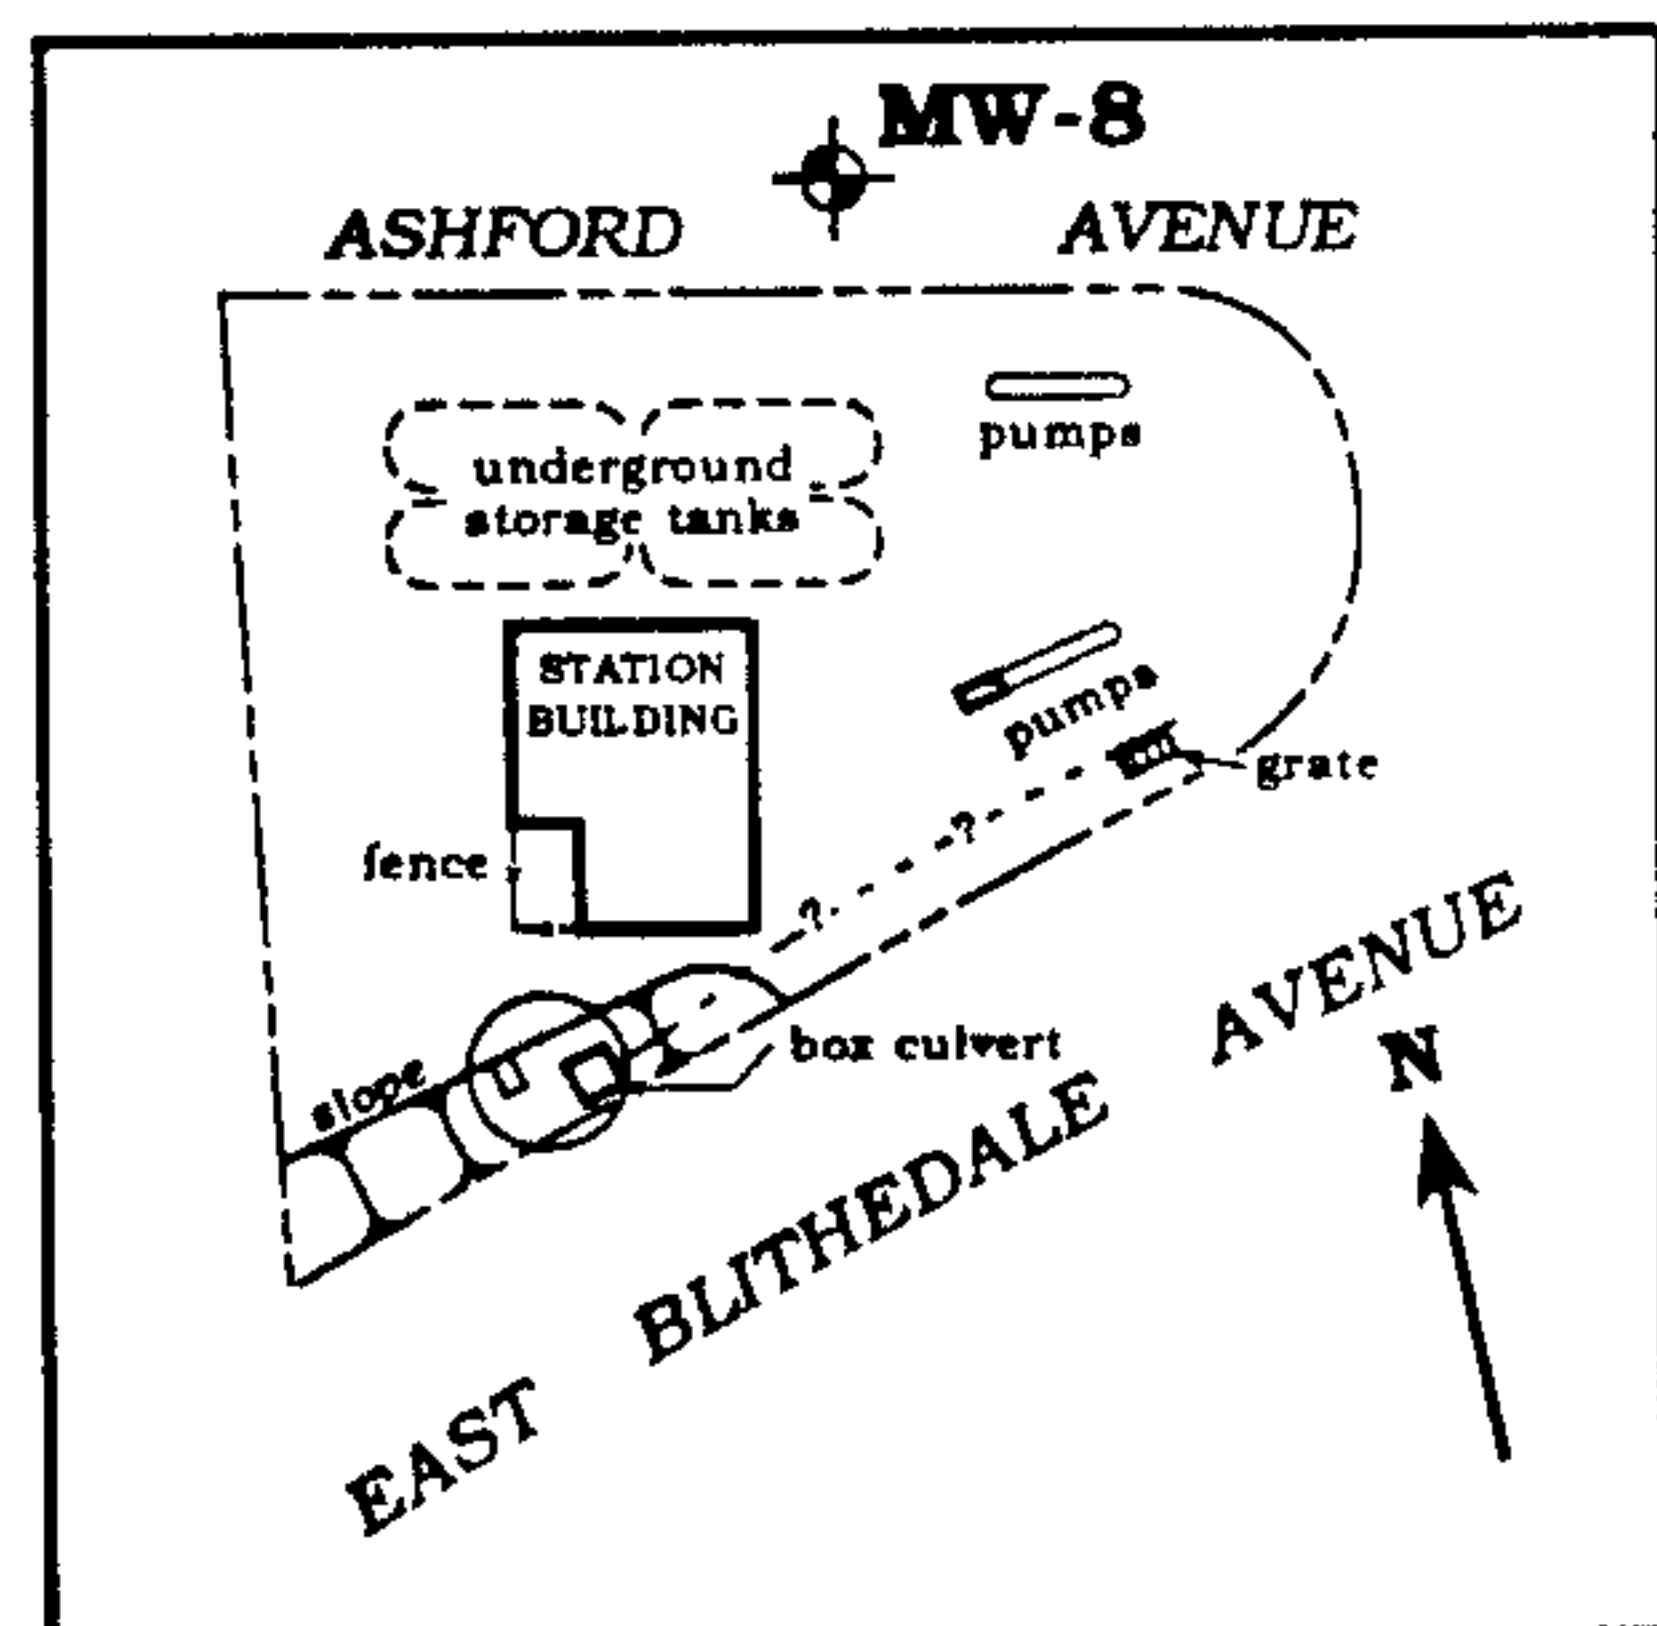 MW-8
ASHFORD AVENUE
pumps
underground
storage tanks
STATION
BUILDING
pumps
grate
fence
?
?
box culvert
slope
N
EAST BLITHEDALE AVENUE